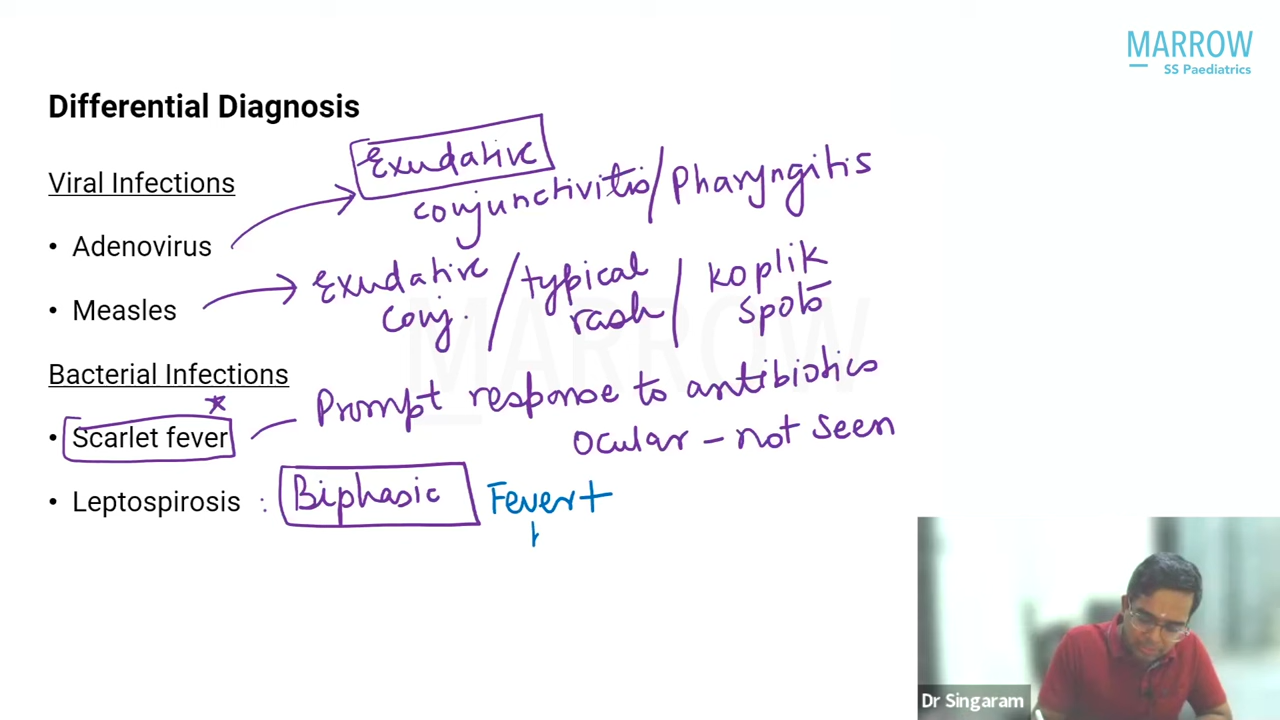 MARROW
SS Paediatrics
Differential Diagnosis
Viral Infections
Exudative
conjunctivitis/Pharyngitis
• Adenovirus
Exudative / typical / koplik
conj. rash spots
• Measles
Bacterial Infections
Prompt response to antibiotics
• Scarlet fever
ocular - not seen
• Leptospirosis : Biphasic Fever+
MARROW
Dr Singaram